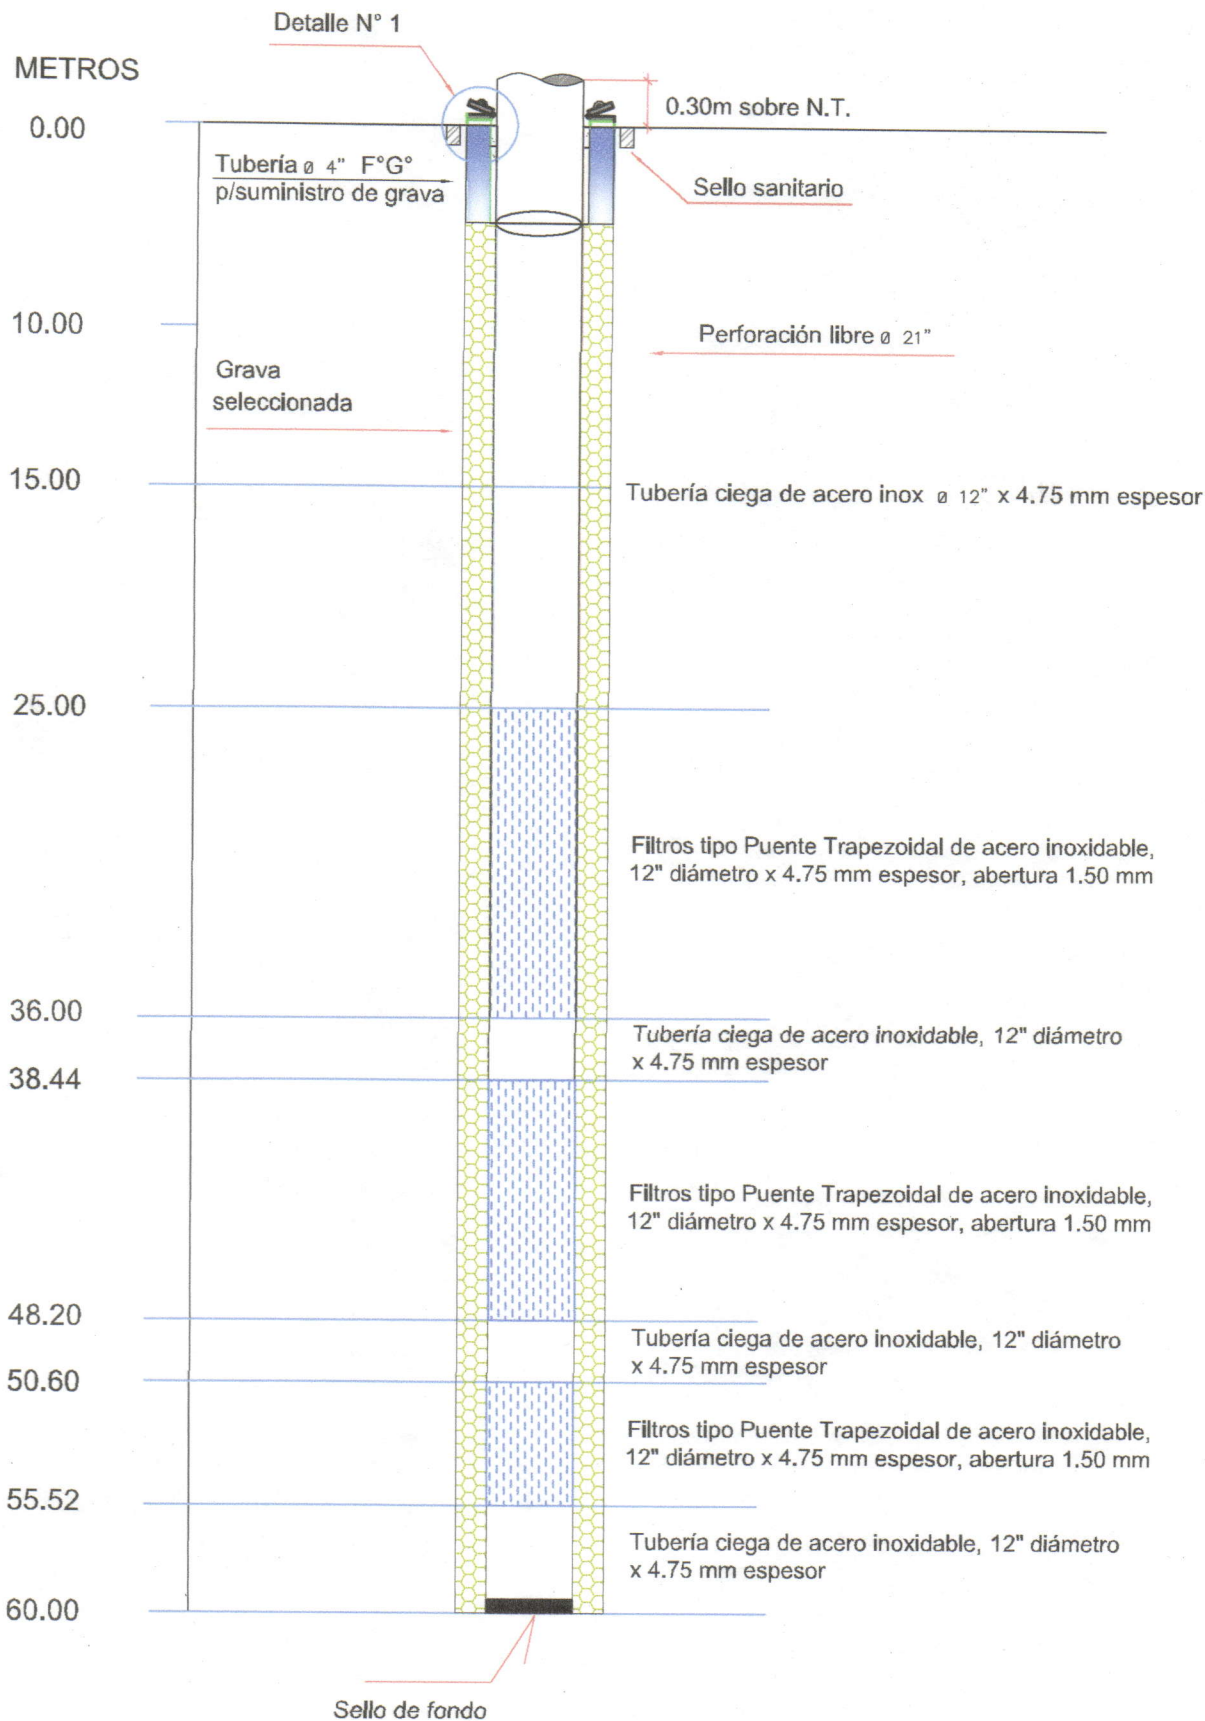 Detalle N° 1
METROS
0.30m sobre N.T.
0.00
Tubería ø 4" F°G°
p/suministro de grava
Sello sanitario
10.00
Perforación libre ø 21"
Grava
seleccionada
15.00
Tubería ciega de acero inox ø 12" x 4.75 mm espesor
25.00
Filtros tipo Puente Trapezoidal de acero inoxidable,
12" diámetro x 4.75 mm espesor, abertura 1.50 mm
36.00
Tubería ciega de acero inoxidable, 12" diámetro
x 4.75 mm espesor
38.44
Filtros tipo Puente Trapezoidal de acero inoxidable,
12" diámetro x 4.75 mm espesor, abertura 1.50 mm
48.20
Tubería ciega de acero inoxidable, 12" diámetro
x 4.75 mm espesor
50.60
Filtros tipo Puente Trapezoidal de acero inoxidable,
12" diámetro x 4.75 mm espesor, abertura 1.50 mm
55.52
Tubería ciega de acero inoxidable, 12" diámetro
x 4.75 mm espesor
60.00
Sello de fondo